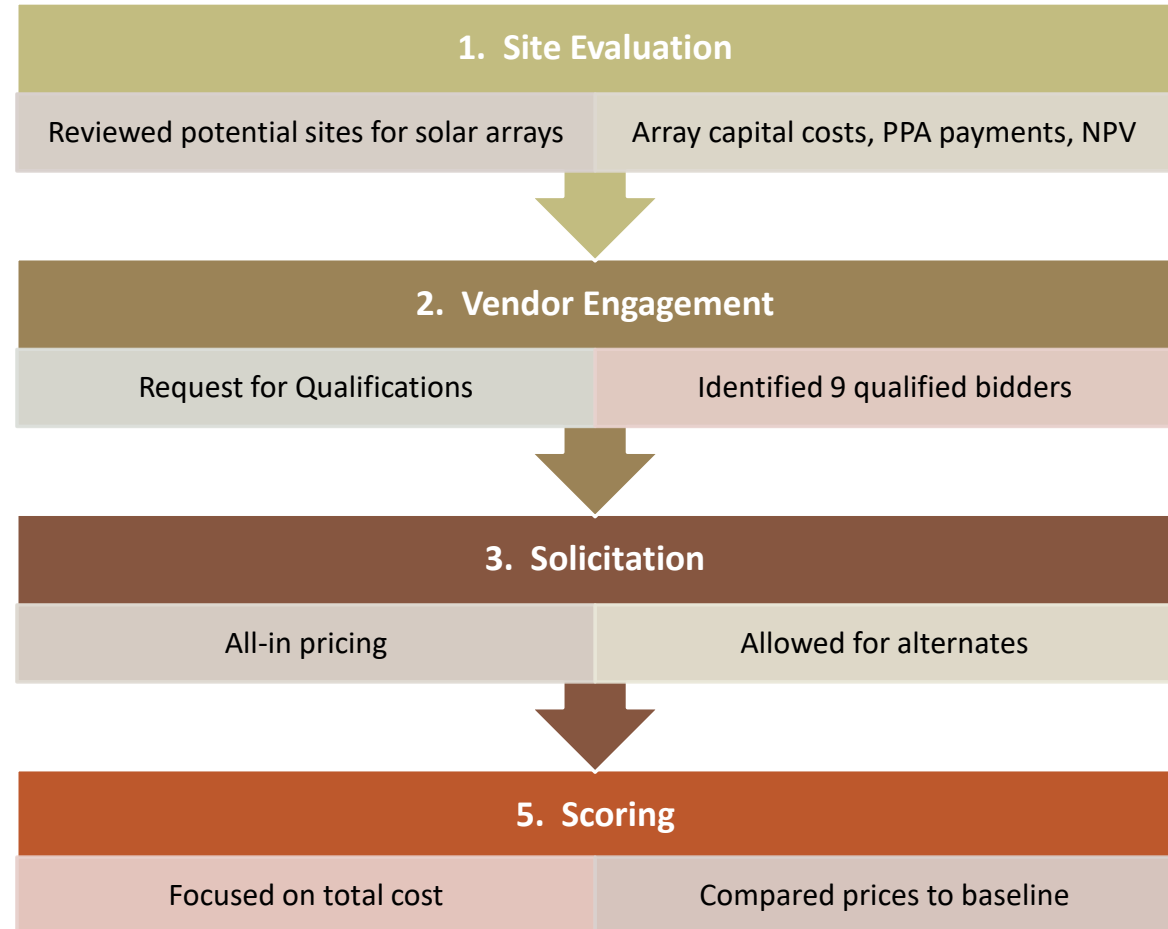 1. Site Evaluation
Reviewed potential sites for solar arrays
Array capital costs, PPA payments, NPV
2. Vendor Engagement
Request for Qualifications
Identified 9 qualified bidders
3. Solicitation
All-in pricing
Allowed for alternates
5. Scoring
Focused on total cost
Compared prices to baseline